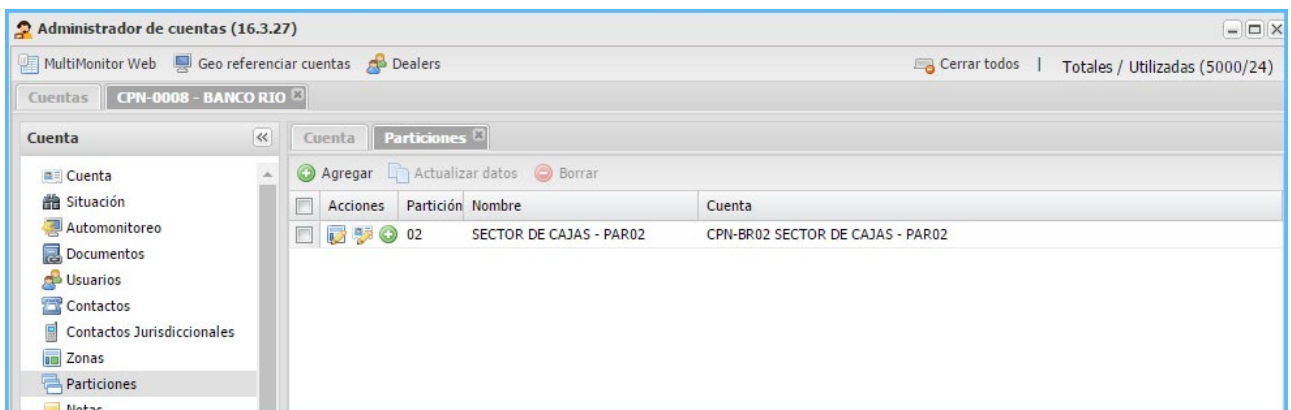 Administrador de cuentas (16.3.27)
MultiMonitor Web Geo referenciar cuentas Dealers Cerrar todos | Totales / Utilizadas (5000/24)
Cuentas CPN-0008 - BANCO RIO
Cuenta
Cuenta
Situación
Automonitoreo
Documentos
Usuarios
Contactos
Contactos Jurisdiccionales
Zonas
Particiones
Notas
Cuenta Particiones
Agregar Actualizar datos Borrar
Acciones Partición Nombre Cuenta
02 SECTOR DE CAJAS - PAR02 CPN-BR02 SECTOR DE CAJAS - PAR02